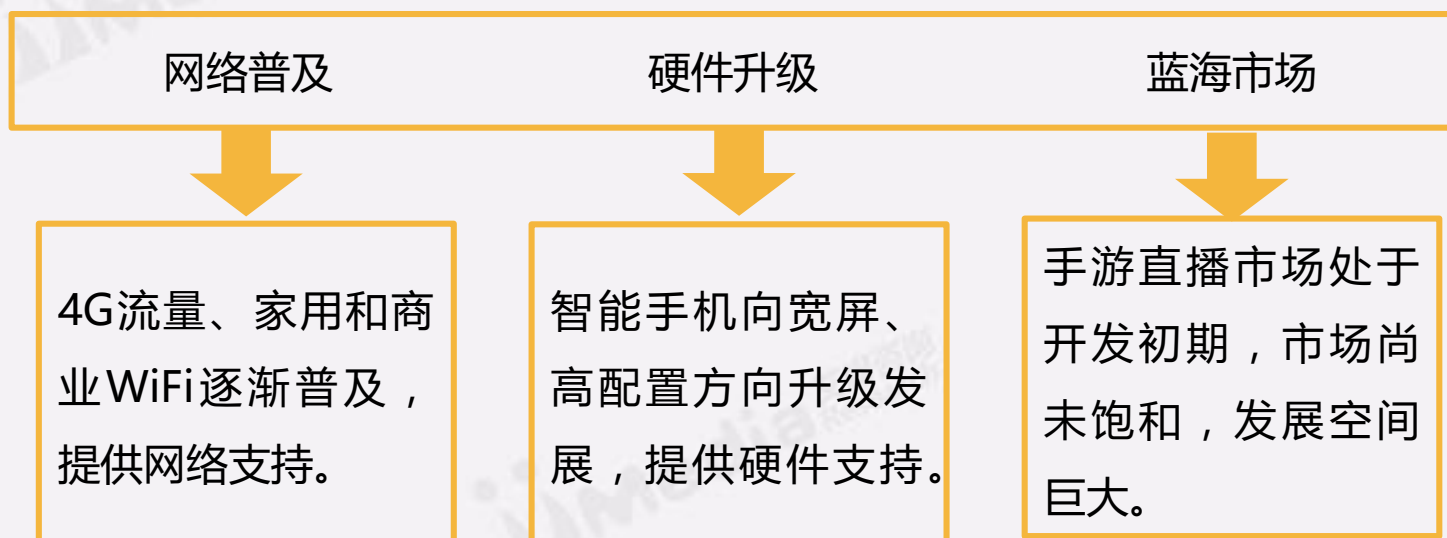 网络普及
硬件升级
蓝海市场
4G流量、家用和商
业WiFi逐渐普及，
提供网络支持。
智能手机向宽屏、
高配置方向升级发
展，提供硬件支持。
手游直播市场处于
开发初期，市场尚
未饱和，发展空间
巨大。